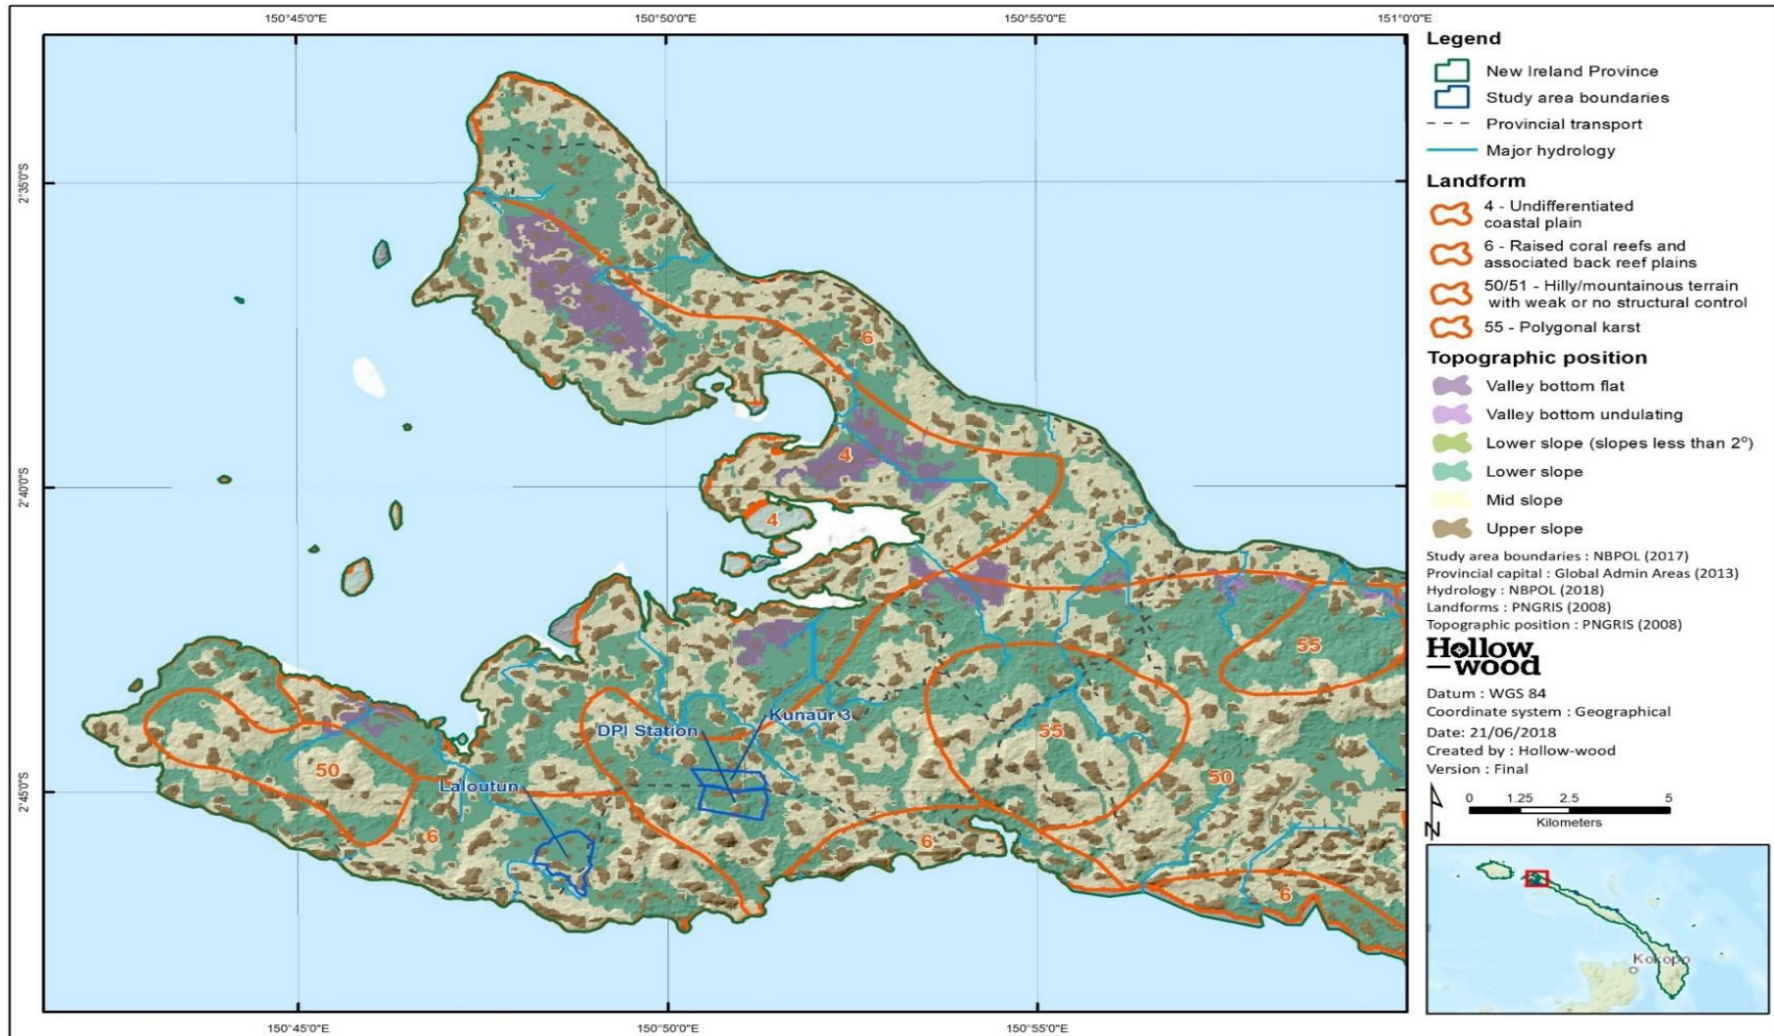 150°45'0"E
150°50'0"E
150°55'0"E
151°0'0"E
2°35'0"S
2°40'0"S
2°45'0"S
6
4
4
55
55
50
50
DPI Station
Kunaur 3
Laloutun
6
6
6
150°45'0"E
150°50'0"E
150°55'0"E
Legend
New Ireland Province
Study area boundaries
Provincial transport
Major hydrology
Landform
4 - Undifferentiated
coastal plain
6 - Raised coral reefs and
associated back reef plains
50/51 - Hilly/mountainous terrain
with weak or no structural control
55 - Polygonal karst
Topographic position
Valley bottom flat
Valley bottom undulating
Lower slope (slopes less than 2°)
Lower slope
Mid slope
Upper slope
Study area boundaries : NBPOL (2017)
Provincial capital : Global Admin Areas (2013)
Hydrology : NBPOL (2018)
Landforms : PNGRIS (2008)
Topographic position : PNGRIS (2008)
Hollow
—wood
Datum : WGS 84
Coordinate system : Geographical
Date: 21/06/2018
Created by : Hollow-wood
Version : Final
0 1.25 2.5 5
Kilometers
N
Kokopo